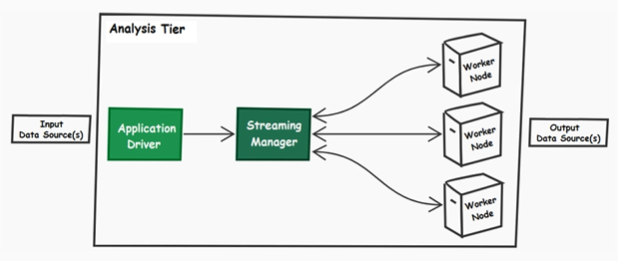 Analysis Tier
Input
Data Source(s)
Application
Driver
Streaming
Manager
Worker
Node
Worker
Node
Worker
Node
Output
Data Source(s)